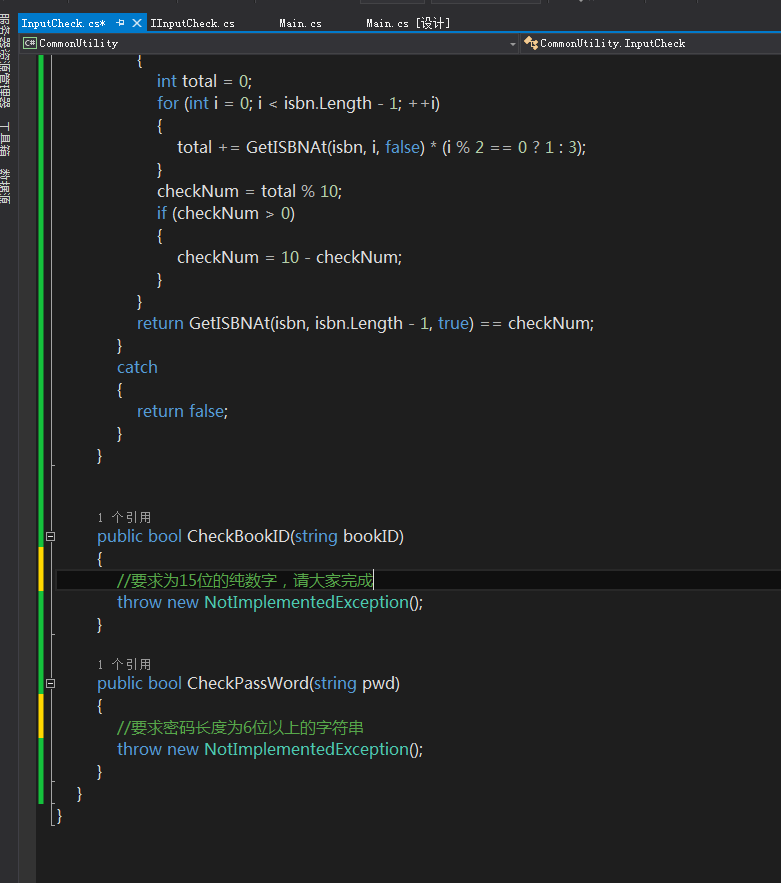 InputCheck.cs* IInputCheck.cs Main.cs Main.cs [设计]
C# CommonUtility CommonUtility.InputCheck
服务器资源管理器 工具箱 数据源
{
int total = 0;
for (int i = 0; i < isbn.Length - 1; ++i)
{
total += GetISBNAt(isbn, i, false) * (i % 2 == 0 ? 1 : 3);
}
checkNum = total % 10;
if (checkNum > 0)
{
checkNum = 10 - checkNum;
}
}
return GetISBNAt(isbn, isbn.Length - 1, true) == checkNum;
}
catch
{
return false;
}
}
1 个引用
public bool CheckBookID(string bookID)
{
//要求为15位的纯数字，请大家完成
throw new NotImplementedException();
}
1 个引用
public bool CheckPassWord(string pwd)
{
//要求密码长度为6位以上的字符串
throw new NotImplementedException();
}
}
}